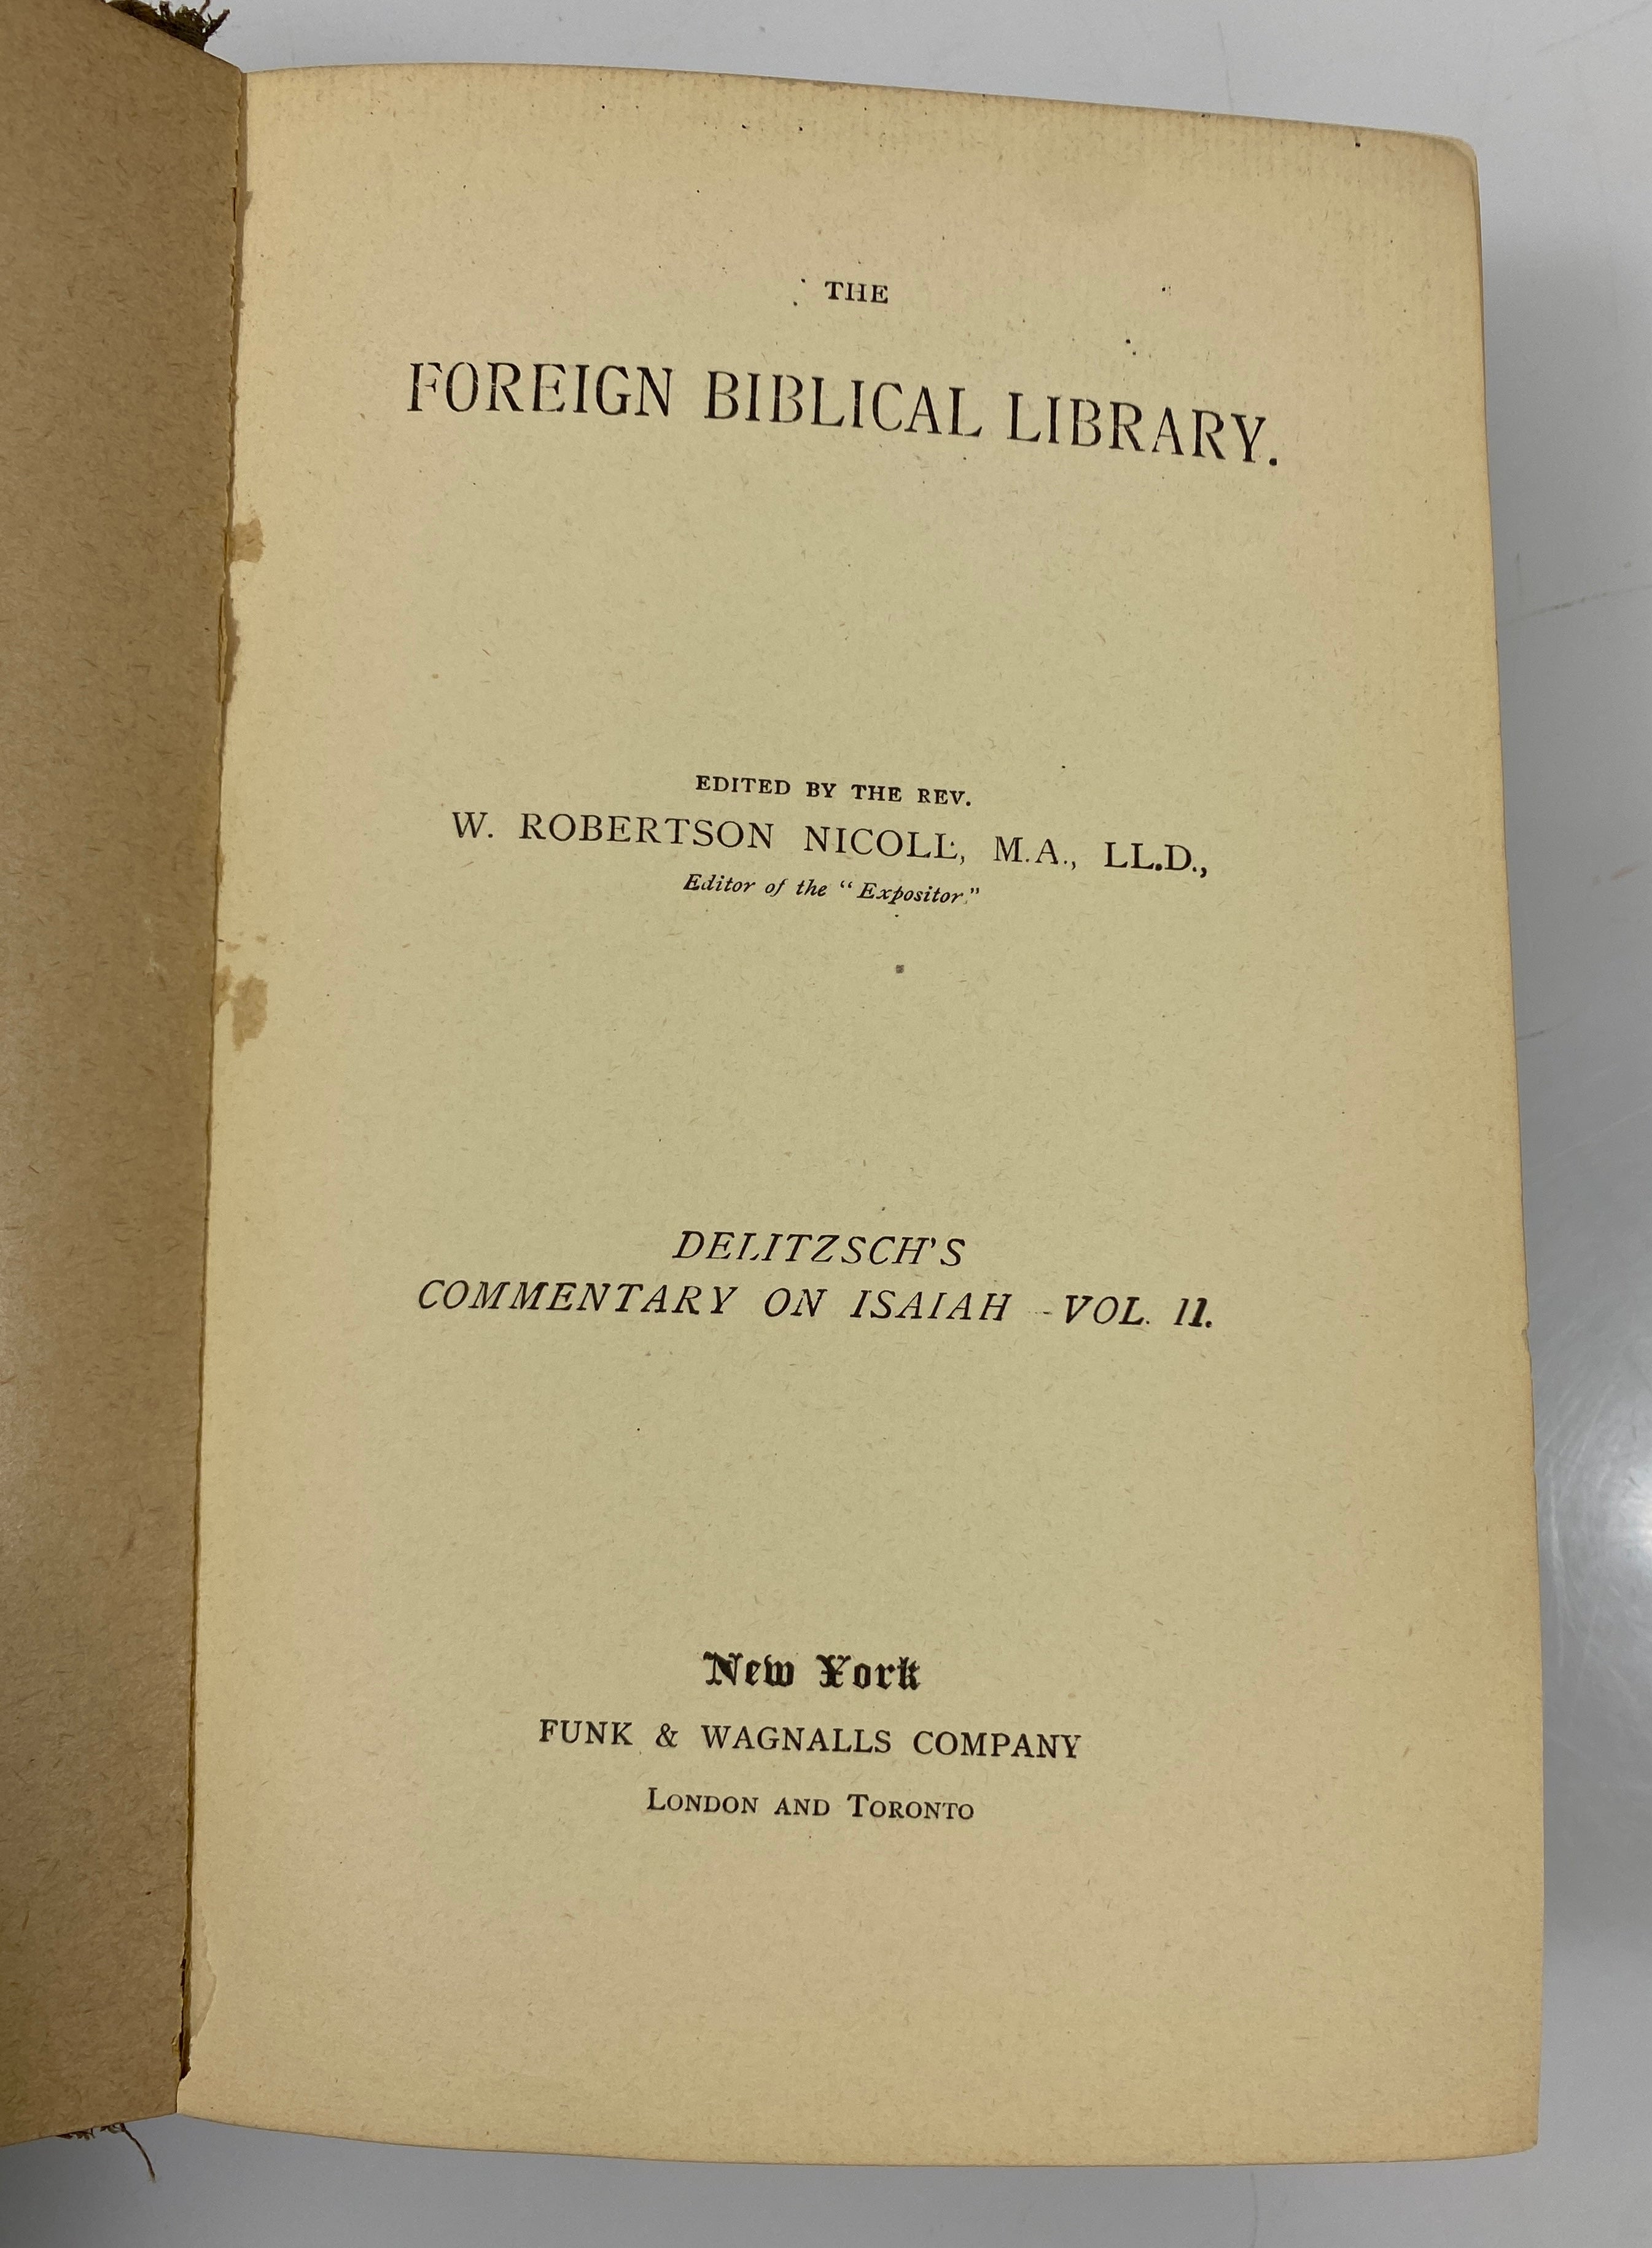 THE
FOREIGN BIBLICAL LIBRARY.
EDITED BY THE REV.
W. ROBERTSON NICOLL, M.A., LL.D.,
Editor of the "Expositor."
DELITZSCH'S
COMMENTARY ON ISAIAH - VOL. II.
New York
FUNK & WAGNALLS COMPANY
LONDON AND TORONTO